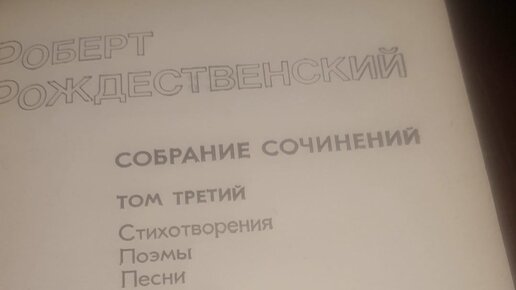 РОБЕРТ
РОЖДЕСТВЕНСКИЙ
СОБРАНИЕ СОЧИНЕНИЙ
ТОМ ТРЕТИЙ
Стихотворения
Поэмы
Песни